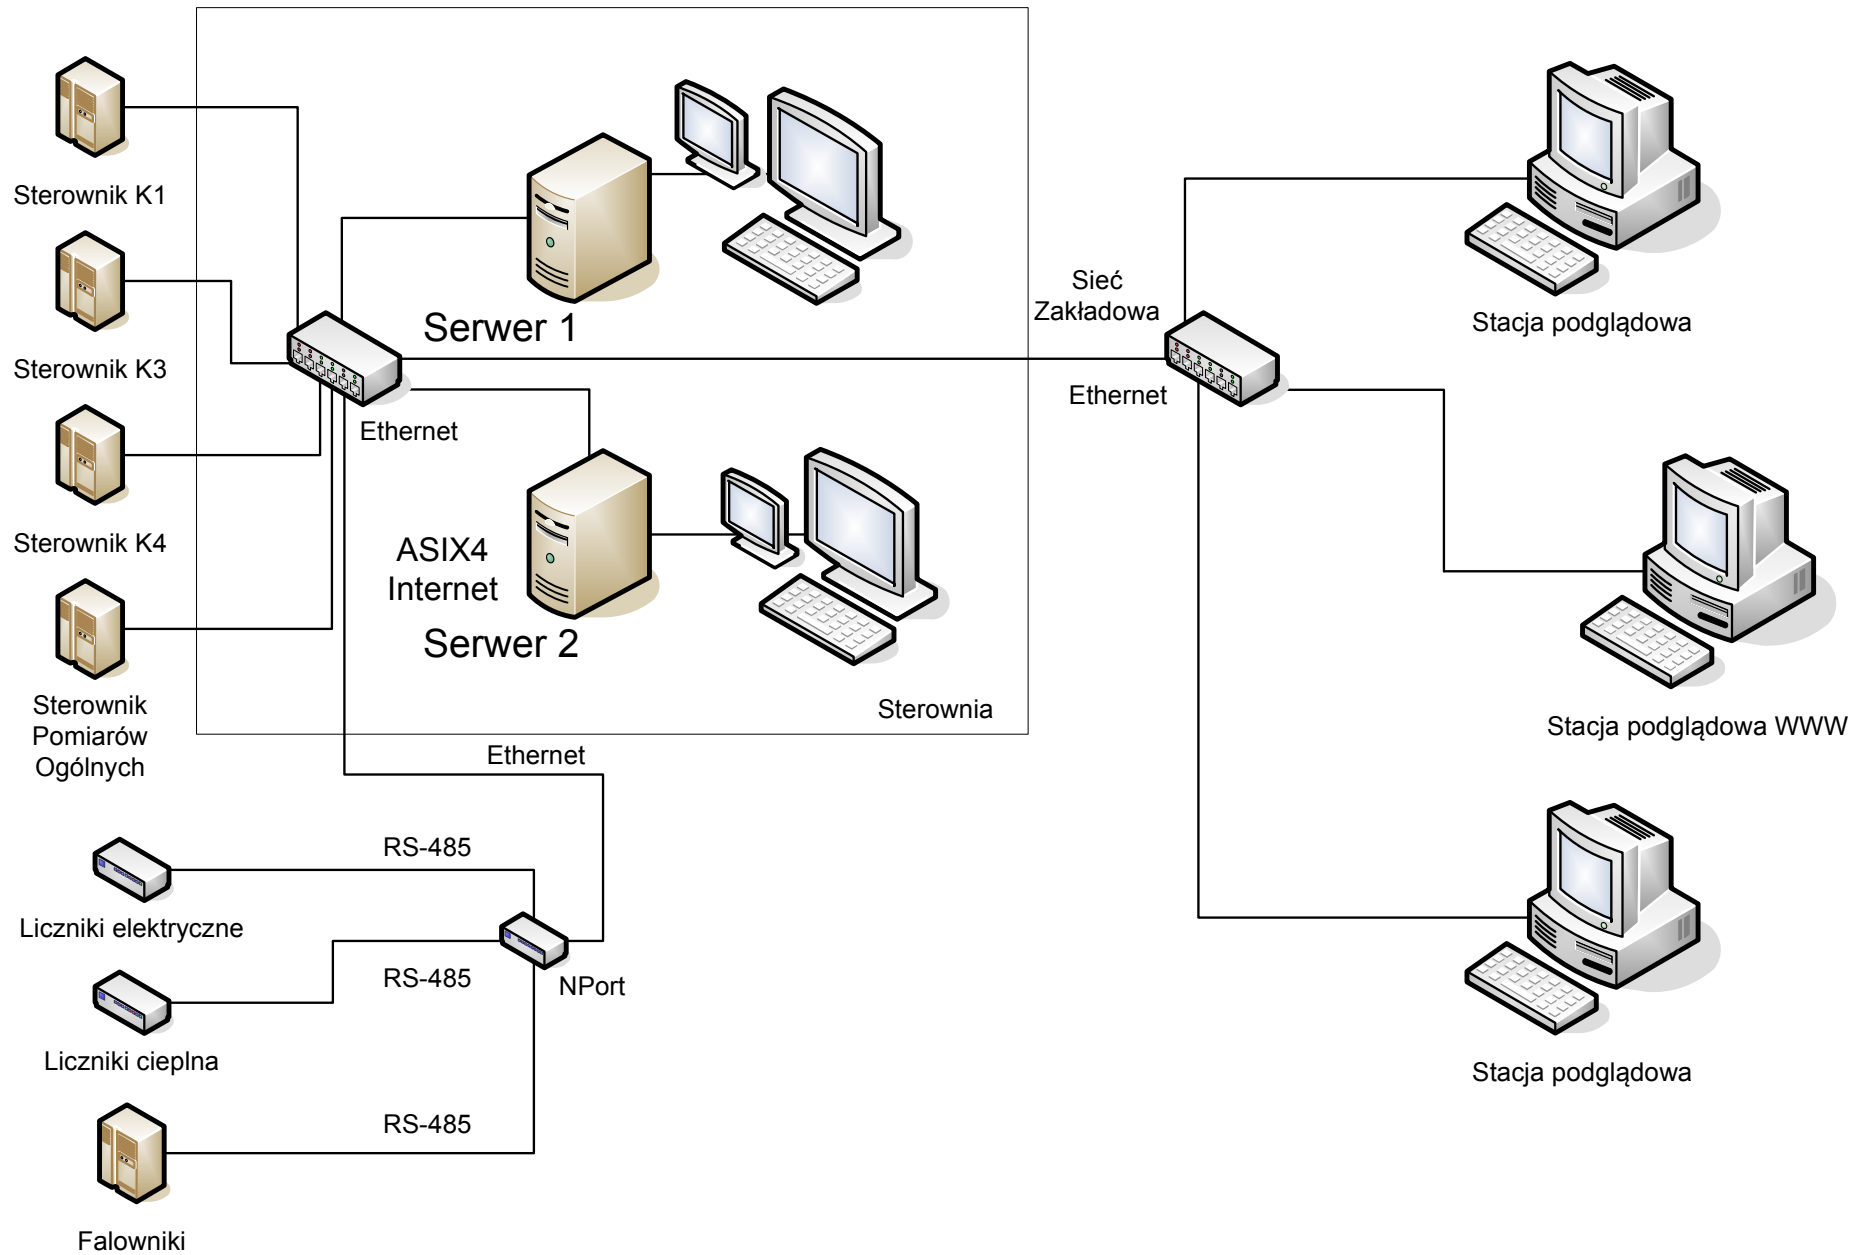 Sterownik K1
Sterownik K3
Sterownik K4
Sterownik
Pomiarów
Ogólnych
Serwer 1
Ethernet
ASIX4
Internet
Serwer 2
Sterownia
Sieć
Zakładowa
Ethernet
Stacja podglądowa
Stacja podglądowa WWW
Stacja podglądowa
Ethernet
RS-485
Liczniki elektryczne
RS-485
NPort
Liczniki cieplna
RS-485
Falowniki